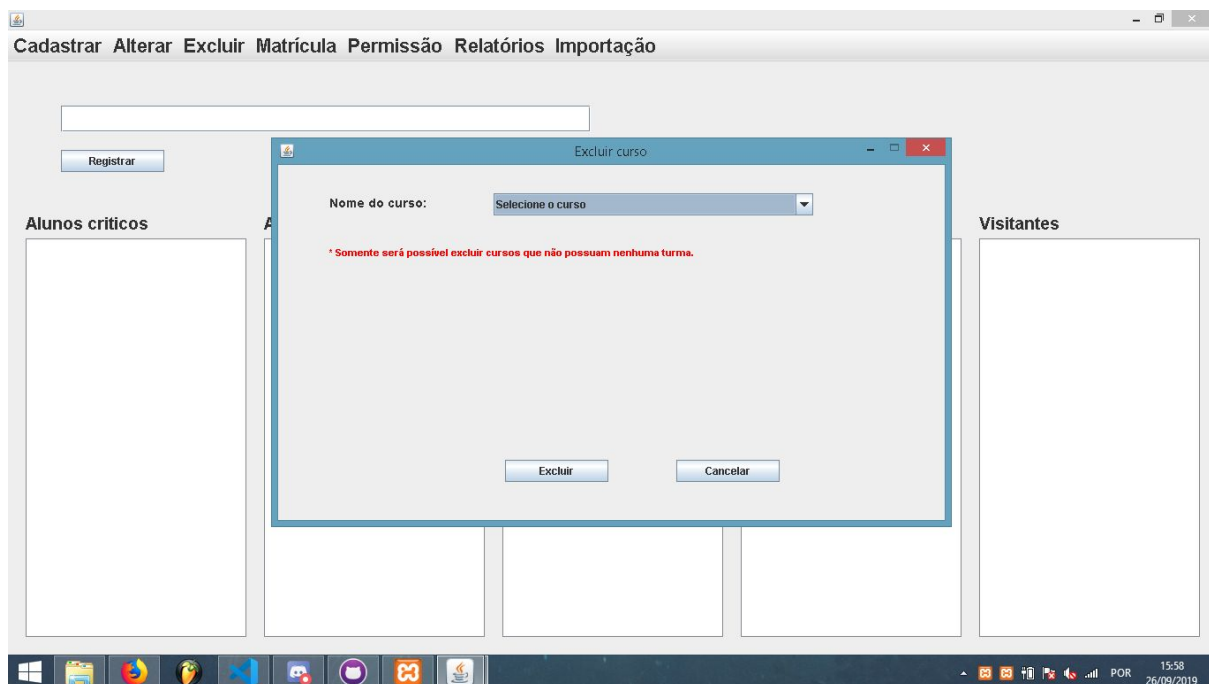 Cadastrar Alterar Excluir Matrícula Permissão Relatórios Importação
Registrar
Excluir curso
Nome do curso:
Selecione o curso
* Somente será possível excluir cursos que não possuam nenhuma turma.
Excluir
Cancelar
Alunos criticos
Visitantes
POR
15:58
26/09/2019